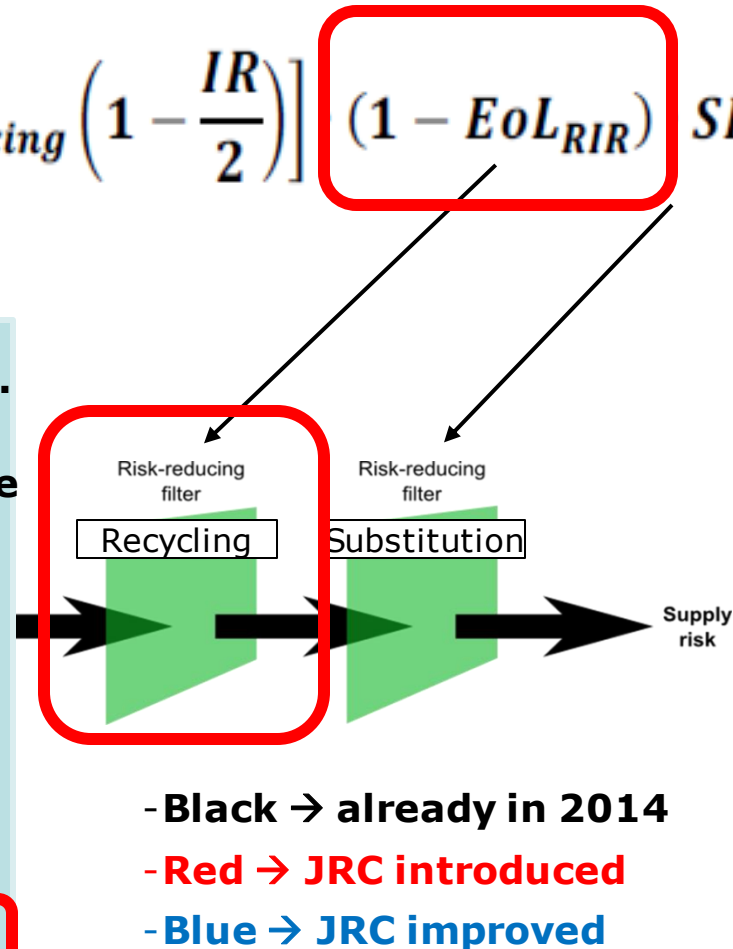 ing (1 − IR/2)] (1 − EoL_RIR) S
.
e
Risk-reducing filter
Risk-reducing filter
Recycling
Substitution
Supply risk
-Black → already in 2014
-Red → JRC introduced
-Blue → JRC improved